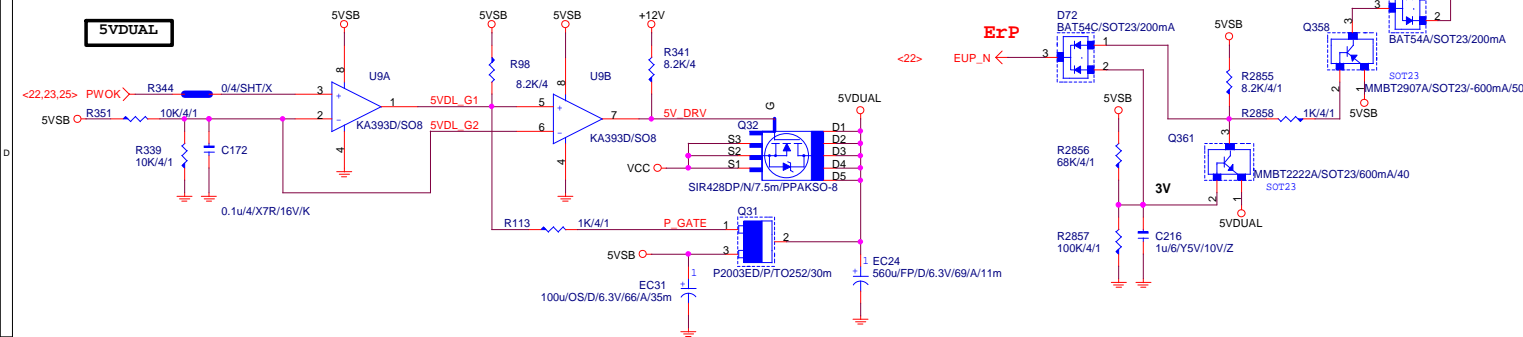 5VDUAL
5VSB
5VSB
5VSB
+12V
R98
8.2K/4
R341
8.2K/4
8
U9A
8
U9B
<22,23,25> PWOK
R344
0/4/SHT/X
3
+
1
5VDL_G1
5
+
7
5V_DRV
G
5VDUAL
R351
5VSB
10K/4/1
2
-
KA393D/SO8
5VDL_G2
6
-
KA393D/SO8
Q32
R339
10K/4/1
C172
4
4
S3
S2
S1
D1
D2
D3
D4
D5
VCC
SIR428DP/N/7.5m/PPAKSO-8
0.1u/4/X7R/16V/K
R113
1K/4/1
P_GATE
Q31
1
2
3
5VSB
P2003ED/P/TO252/30m
EC31
100u/OS/D/6.3V/66/A/35m
+
1
+
1
EC24
560u/FP/D/6.3V/69/A/11m
D
ErP
<22>
EUP_N
D72
BAT54C/SOT23/200mA
3
1
2
5VSB
R2855
8.2K/4/1
Q358
3
3
2
BAT54A/SOT23/200mA
SOT23
MMBT2907A/SOT23/-600mA/50
2
1
5VSB
R2858
1K/4/1
5VSB
R2856
68K/4/1
Q361
3
MMBT2222A/SOT23/600mA/40
SOT23
3V
2
1
5VDUAL
R2857
100K/4/1
C216
1u/6/Y5V/10V/Z